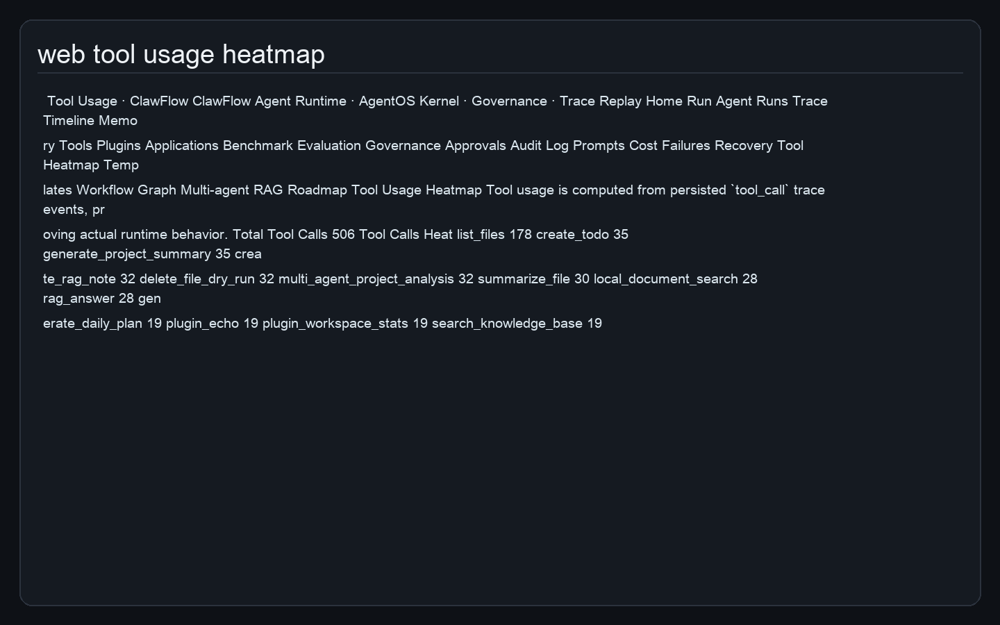 web tool usage heatmap
Tool Usage · ClawFlow ClawFlow Agent Runtime · AgentOS Kernel · Governance · Trace Replay Home Run Agent Runs Trace
Timeline Memo
ry Tools Plugins Applications Benchmark Evaluation Governance Approvals Audit Log Prompts Cost Failures Recovery Tool
Heatmap Temp
lates Workflow Graph Multi-agent RAG Roadmap Tool Usage Heatmap Tool usage is computed from persisted `tool_call` trace
events, pr
oving actual runtime behavior. Total Tool Calls 506 Tool Calls Heat list_files 178 create_todo 35
generate_project_summary 35 crea
te_rag_note 32 delete_file_dry_run 32 multi_agent_project_analysis 32 summarize_file 30 local_document_search 28
rag_answer 28 gen
erate_daily_plan 19 plugin_echo 19 plugin_workspace_stats 19 search_knowledge_base 19